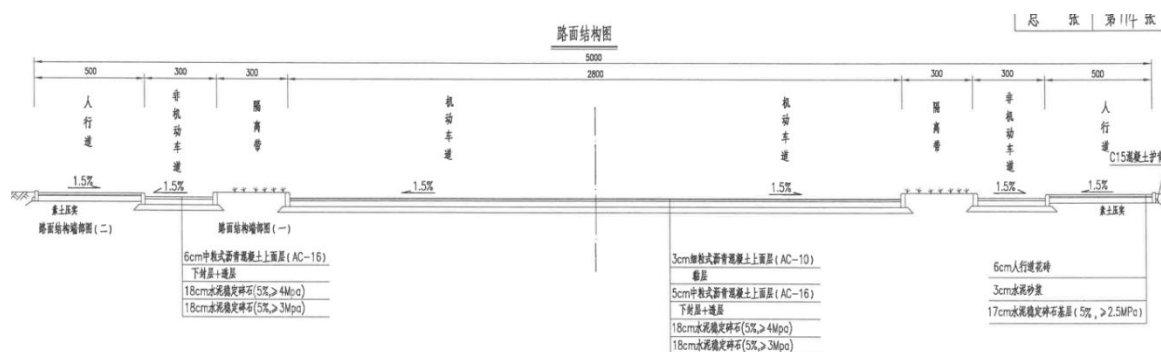 总 张 第114张
路面结构图
5000
500 300 300 2800 300 300 500
人行道 非机动车道 隔离带 机动车道 机动车道 隔离带 非机动车道 人行道
C15混凝土护背
1.5% 1.5% 1.5% 1.5% 1.5% 1.5%
素土压实 素土压实
路面结构端部图(二) 路面结构端部图(一)
6cm中粒式沥青混凝土上面层(AC-16)
下封层+透层
18cm水泥稳定碎石(5%,≥4Mpa)
18cm水泥稳定碎石(5%,≥3Mpa)
3cm细粒式沥青混凝土上面层(AC-10)
黏层
5cm中粒式沥青混凝土上面层(AC-16)
下封层+透层
18cm水泥稳定碎石(5%,≥4Mpa)
18cm水泥稳定碎石(5%,≥3Mpa)
6cm人行道花砖
3cm水泥砂浆
17cm水泥稳定碎石基层(5%,≥2.5MPa)